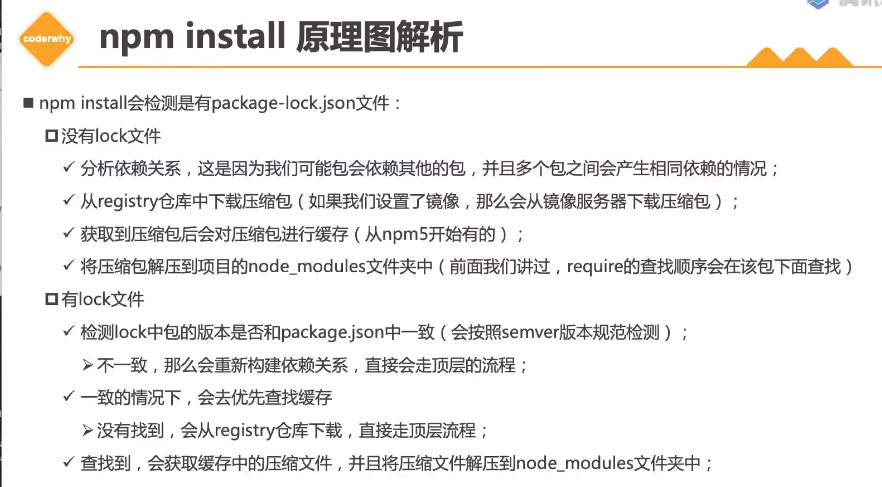 coderwhy
npm install 原理图解析
npm install会检测是有package-lock.json文件：
没有lock文件
分析依赖关系，这是因为我们可能包会依赖其他的包，并且多个包之间会产生相同依赖的情况；
从registry仓库中下载压缩包（如果我们设置了镜像，那么会从镜像服务器下载压缩包）；
获取到压缩包后会对压缩包进行缓存（从npm5开始有的）；
将压缩包解压到项目的node_modules文件夹中（前面我们讲过，require的查找顺序会在该包下面查找）
有lock文件
检测lock中包的版本是否和package.json中一致（会按照semver版本规范检测）；
不一致，那么会重新构建依赖关系，直接会走顶层的流程；
一致的情况下，会去优先查找缓存
没有找到，会从registry仓库下载，直接走顶层流程；
查找到，会获取缓存中的压缩文件，并且将压缩文件解压到node_modules文件夹中；